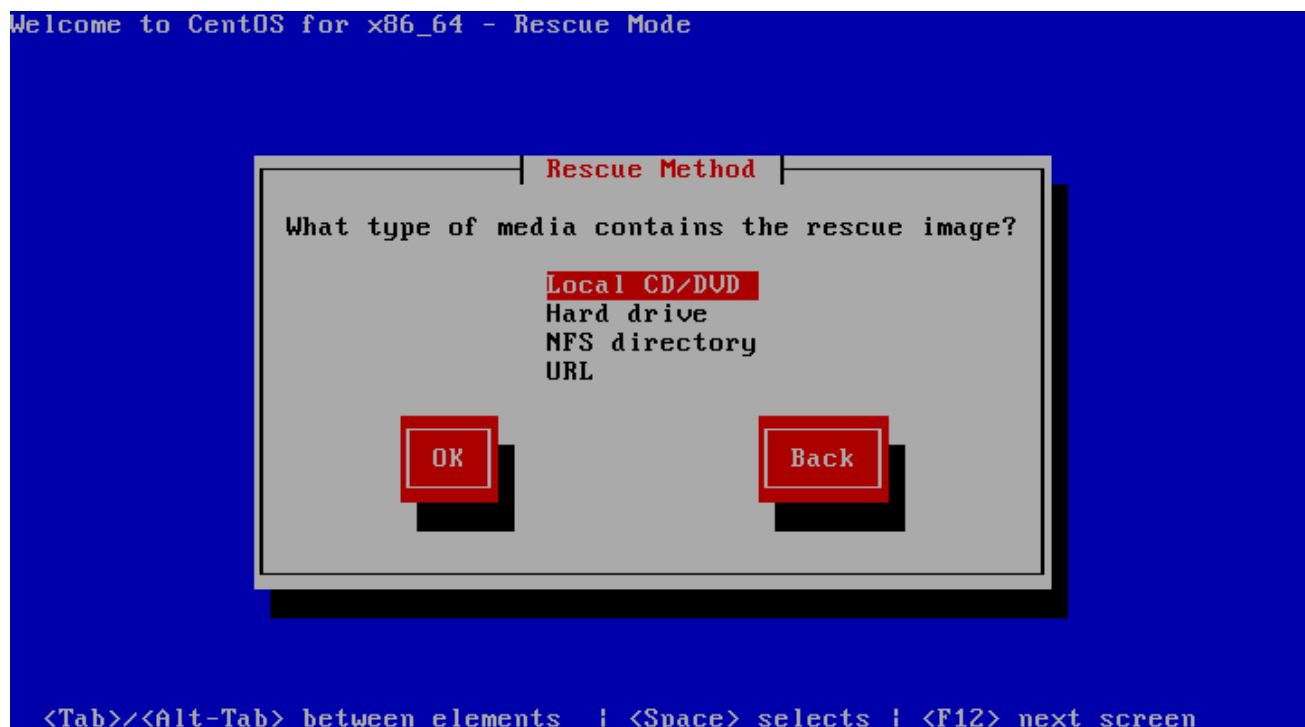 Welcome to CentOS for x86_64 - Rescue Mode
Rescue Method
What type of media contains the rescue image?
Local CD/DVD
Hard drive
NFS directory
URL
OK Back
<Tab>/<Alt-Tab> between elements | <Space> selects | <F12> next screen